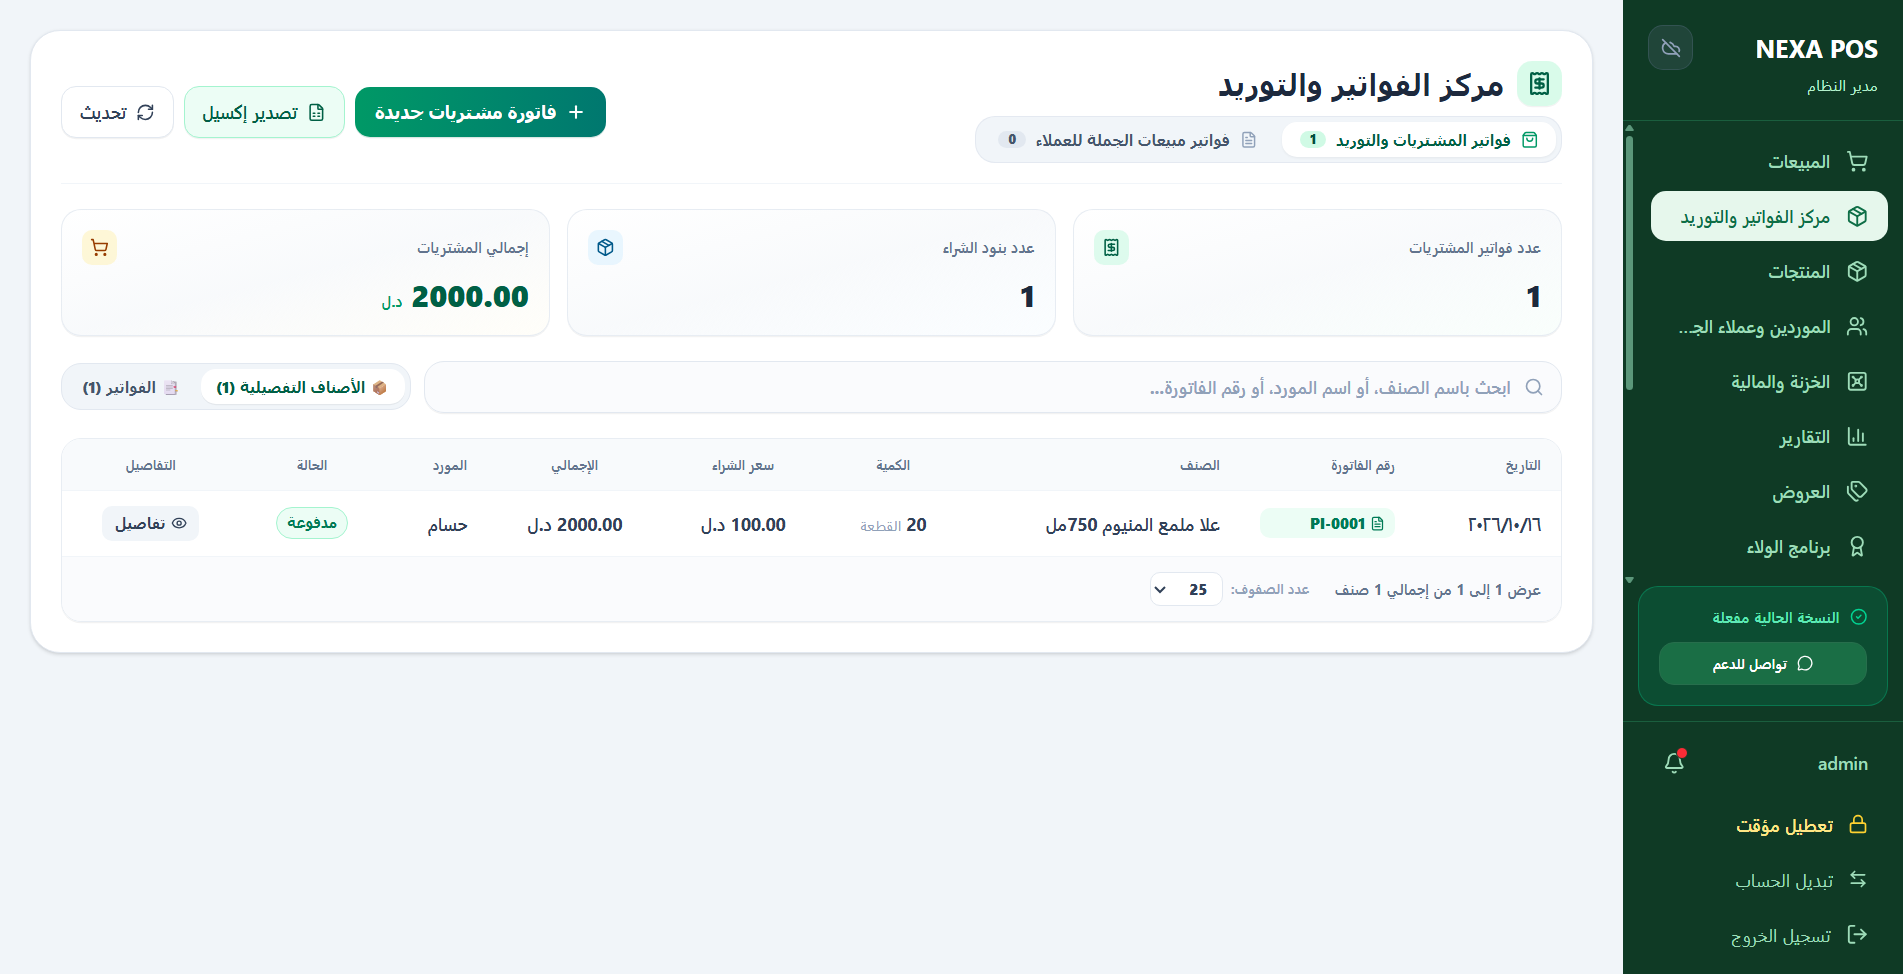 NEXA POS
مدير النظام
المبيعات
مركز الفواتير والتوريد
المنتجات
الموردين وعملاء الجـ...
الخزنة والمالية
التقارير
العروض
برنامج الولاء
النسخة الحالية مفعلة
تواصل للدعم
admin
تعطيل مؤقت
تبديل الحساب
تسجيل الخروج
مركز الفواتير والتوريد
فواتير المشتريات والتوريد 1
فواتير مبيعات الجملة للعملاء 0
فاتورة مشتريات جديدة
تصدير إكسيل
تحديث
عدد فواتير المشتريات
1
عدد بنود الشراء
1
إجمالي المشتريات
2000.00 د.ل
ابحث باسم الصنف، أو اسم المورد، أو رقم الفاتورة...
الأصناف التفصيلية (1)
الفواتير (1)
التاريخ رقم الفاتورة الصنف الكمية سعر الشراء الإجمالي المورد الحالة التفاصيل
٢٠٢٦/١٠/١٦ PI-0001 علا ملمع المنيوم 750مل 20 القطعة 100.00 د.ل 2000.00 د.ل حسام مدفوعة تفاصيل
عرض 1 إلى 1 من إجمالي 1 صنف عدد الصفوف: 25